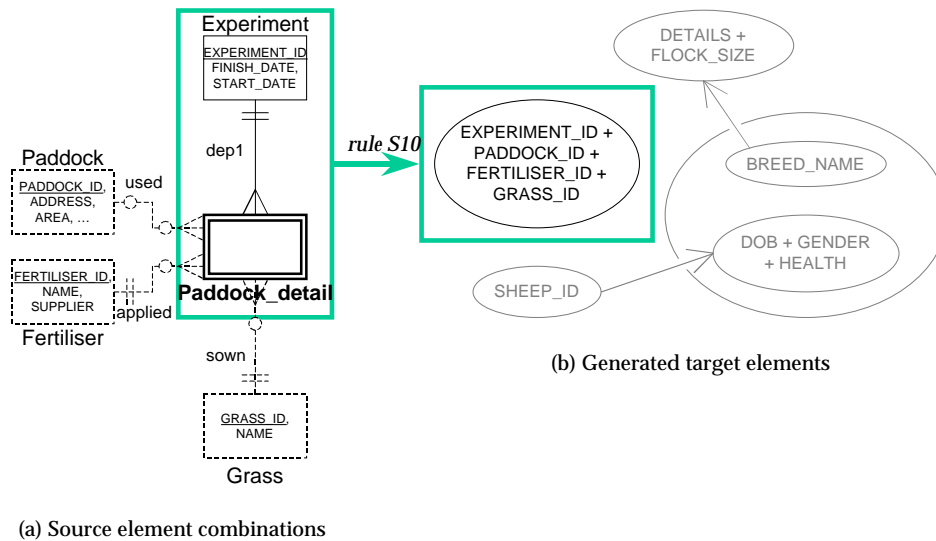 Experiment
EXPERIMENT_ID
FINISH_DATE,
START_DATE
dep1
rule S10
Paddock
PADDOCK_ID,
ADDRESS,
AREA, ...
used
FERTILISER_ID,
NAME,
SUPPLIER
Fertiliser
applied
Paddock_detail
sown
GRASS_ID,
NAME
Grass
(a) Source element combinations
EXPERIMENT_ID +
PADDOCK_ID +
FERTILISER_ID +
GRASS_ID
DETAILS +
FLOCK_SIZE
BREED_NAME
DOB + GENDER
+ HEALTH
SHEEP_ID
(b) Generated target elements